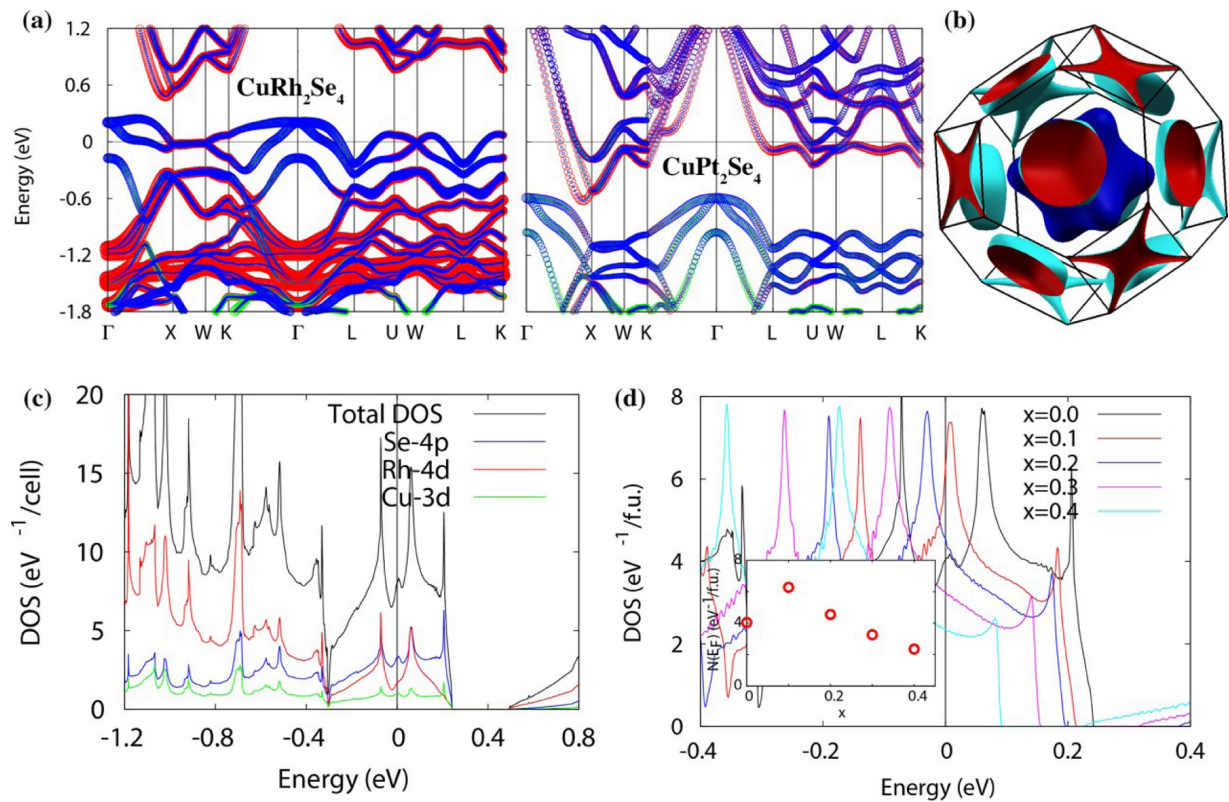 (a)
1.2
0.6
0
-0.6
-1.2
-1.8
Energy (eV)
CuRh2Se4
Γ X W K Γ L U W L K
CuPt2Se4
Γ X W K Γ L U W L K
(b)
(c)
20
15
10
5
0
DOS (eV -1/cell)
Total DOS
Se-4p
Rh-4d
Cu-3d
-1.2 -0.8 -0.4 0 0.4 0.8
Energy (eV)
(d)
8
6
4
2
0
DOS (eV -1/f.u.)
x=0.0
x=0.1
x=0.2
x=0.3
x=0.4
8
4
0
N(EF) (eV-1/f.u.)
0 0.2 0.4
x
-0.4 -0.2 0 0.2 0.4
Energy (eV)